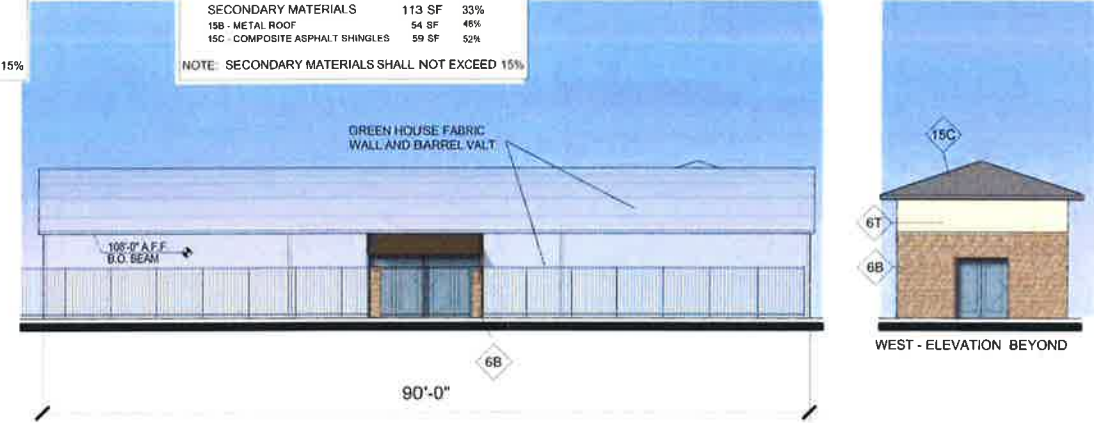 15%
SECONDARY MATERIALS 113 SF 33%
15B - METAL ROOF 54 SF 48%
15C - COMPOSITE ASPHALT SHINGLES 59 SF 52%
NOTE: SECONDARY MATERIALS SHALL NOT EXCEED 15%
GREEN HOUSE FABRIC
WALL AND BARREL VALT
108'-0" A.F.F.
B.O. BEAM
6B
90'-0"
15C
6T
6B
WEST - ELEVATION BEYOND